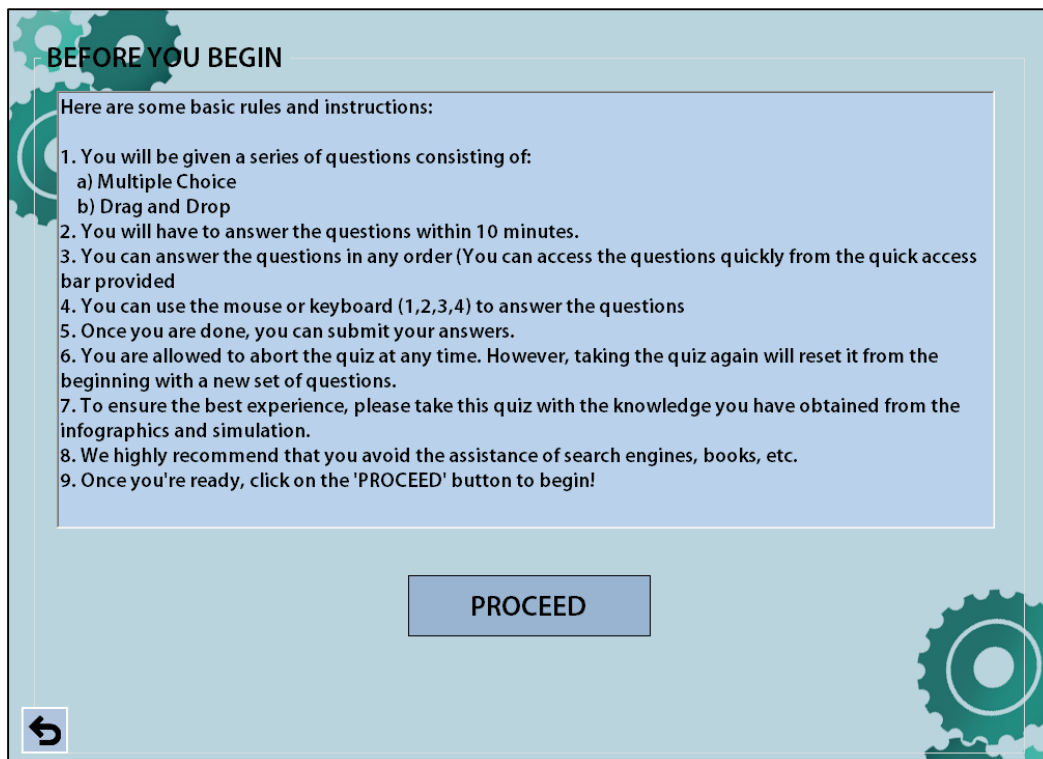 BEFORE YOU BEGIN
Here are some basic rules and instructions:
1. You will be given a series of questions consisting of:
a) Multiple Choice
b) Drag and Drop
2. You will have to answer the questions within 10 minutes.
3. You can answer the questions in any order (You can access the questions quickly from the quick access
bar provided
4. You can use the mouse or keyboard (1,2,3,4) to answer the questions
5. Once you are done, you can submit your answers.
6. You are allowed to abort the quiz at any time. However, taking the quiz again will reset it from the
beginning with a new set of questions.
7. To ensure the best experience, please take this quiz with the knowledge you have obtained from the
infographics and simulation.
8. We highly recommend that you avoid the assistance of search engines, books, etc.
9. Once you're ready, click on the 'PROCEED' button to begin!
PROCEED